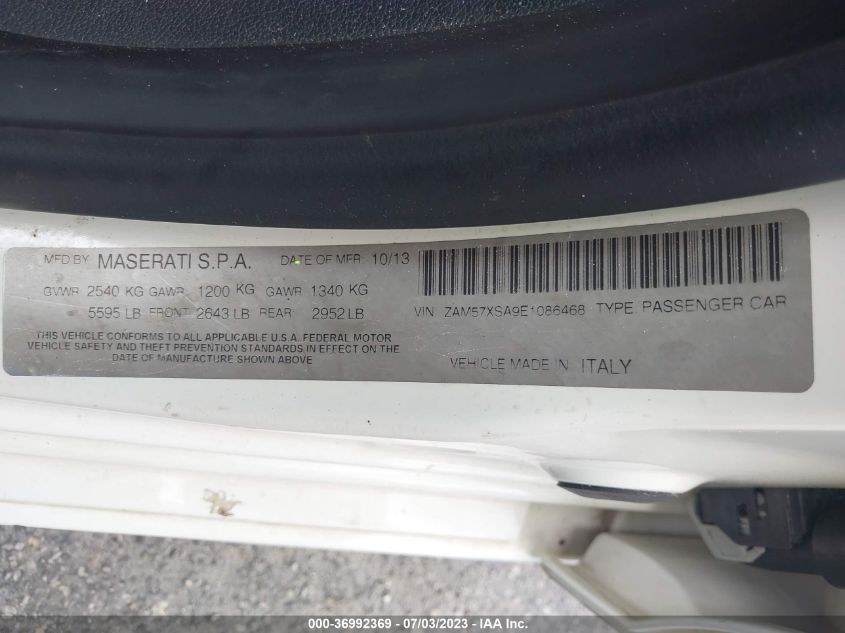 MFD BY MASERATI S.P.A. DATE OF MFR 10/13
GVWR 2540 KG GAWR 1200 KG GAWR 1340 KG
5595 LB FRONT 2643 LB REAR 2952 LB
THIS VEHICLE CONFORMS TO ALL APPLICABLE U.S.A. FEDERAL MOTOR
VEHICLE SAFETY AND THEFT PREVENTION STANDARDS IN EFFECT ON THE
DATE OF MANUFACTURE SHOWN ABOVE
VIN ZAM57XSA9E1086468 TYPE PASSENGER CAR
VEHICLE MADE IN ITALY
000-36992369 - 07/03/2023 - IAA Inc.